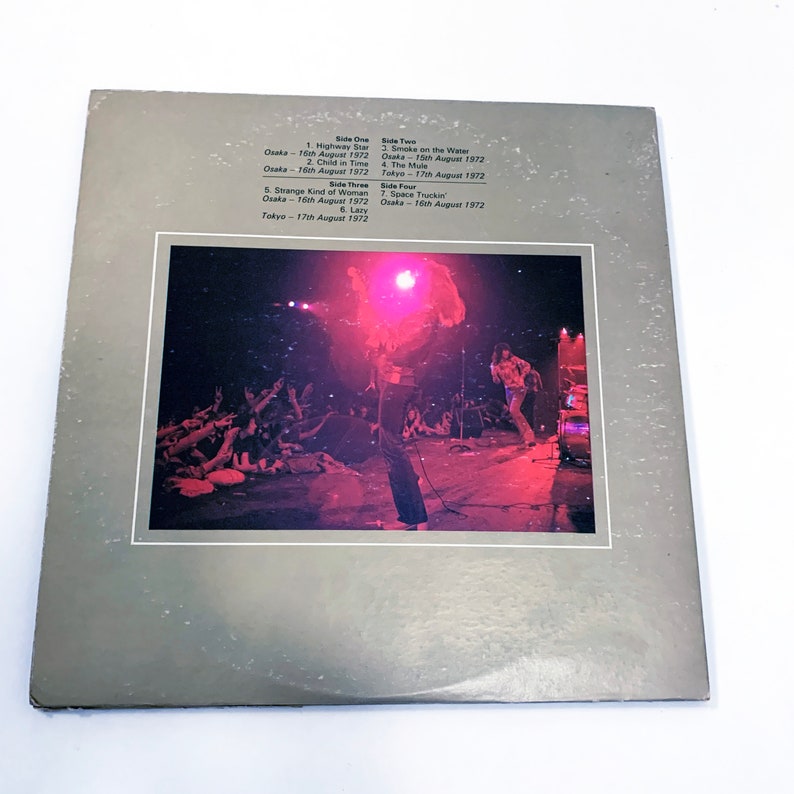 Side One
1. Highway Star
Osaka – 16th August 1972
2. Child in Time
Osaka – 16th August 1972
Side Two
3. Smoke on the Water
Osaka – 15th August 1972
4. The Mule
Tokyo – 17th August 1972
Side Three
5. Strange Kind of Woman
Osaka – 16th August 1972
6. Lazy
Tokyo – 17th August 1972
Side Four
7. Space Truckin'
Osaka – 16th August 1972